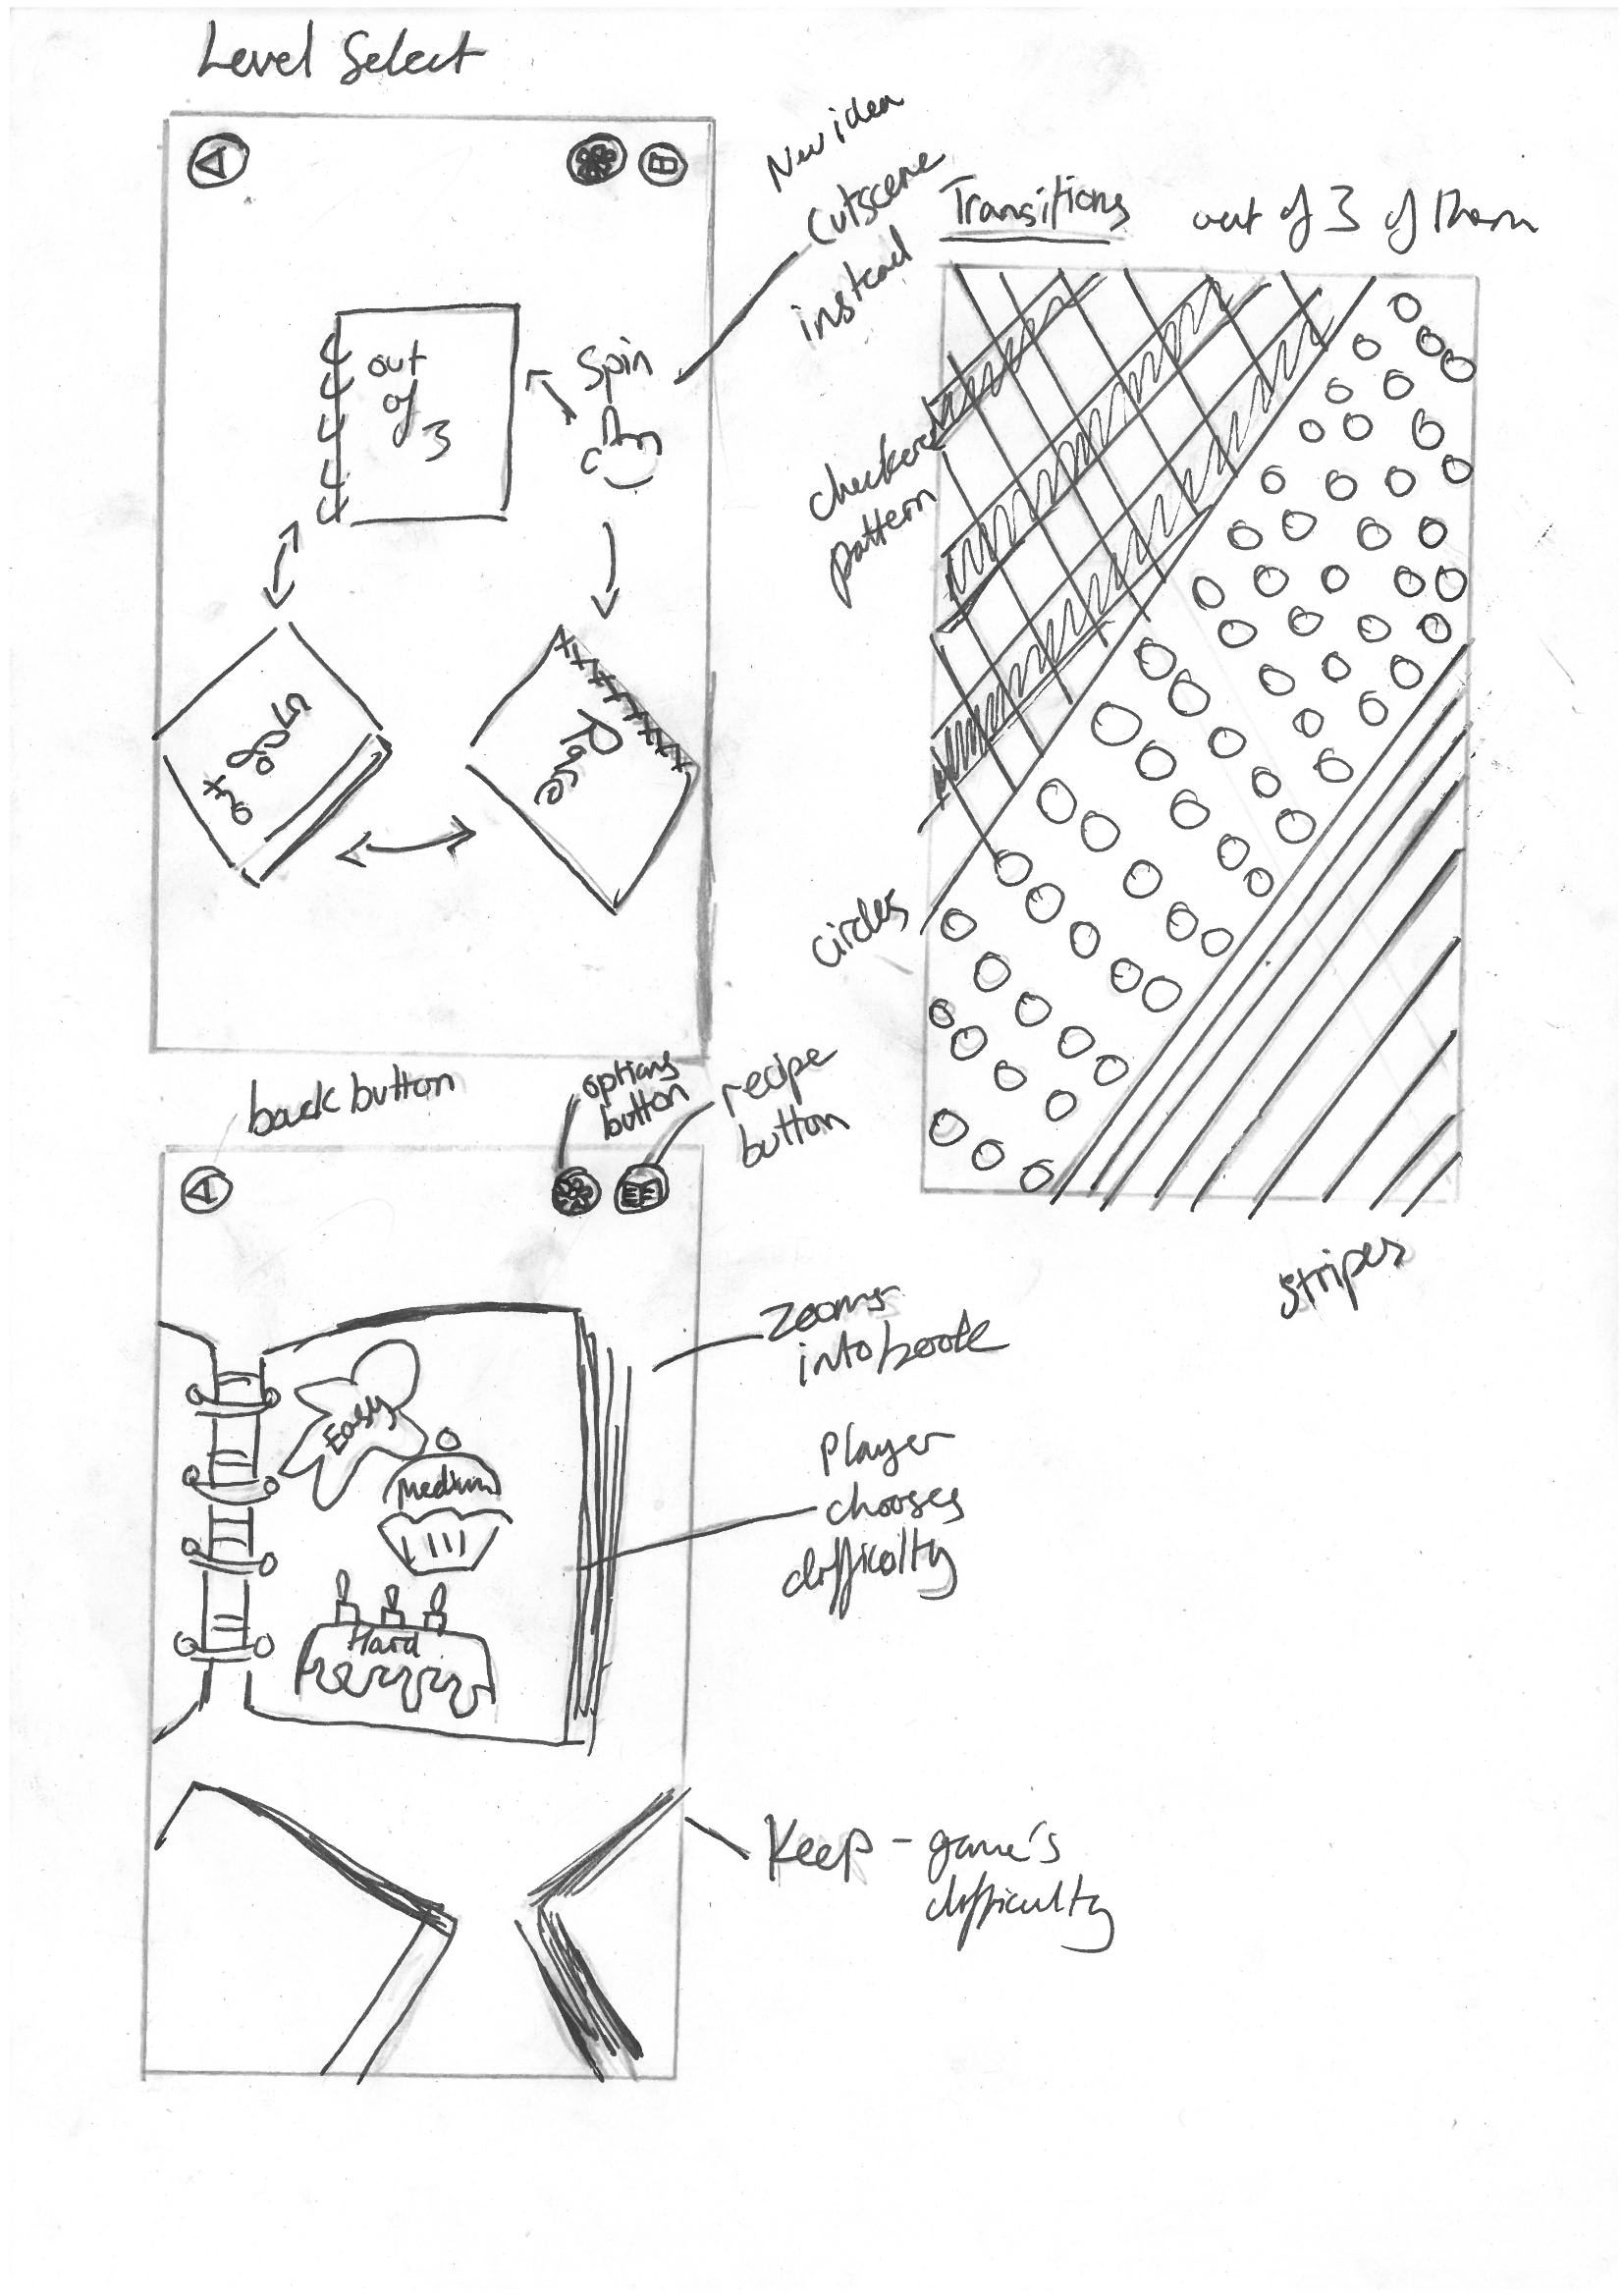 Level Select
New idea
Cutscene
instead
Transitions out of 3 of them
out
of
3
Spin
checkered
pattern
Race
circles
back button
options
button
recipe
button
stripes
Zooms
into book
Easy
Medium
Hard
Player
chooses
difficolty
Keep - game's
difficulty